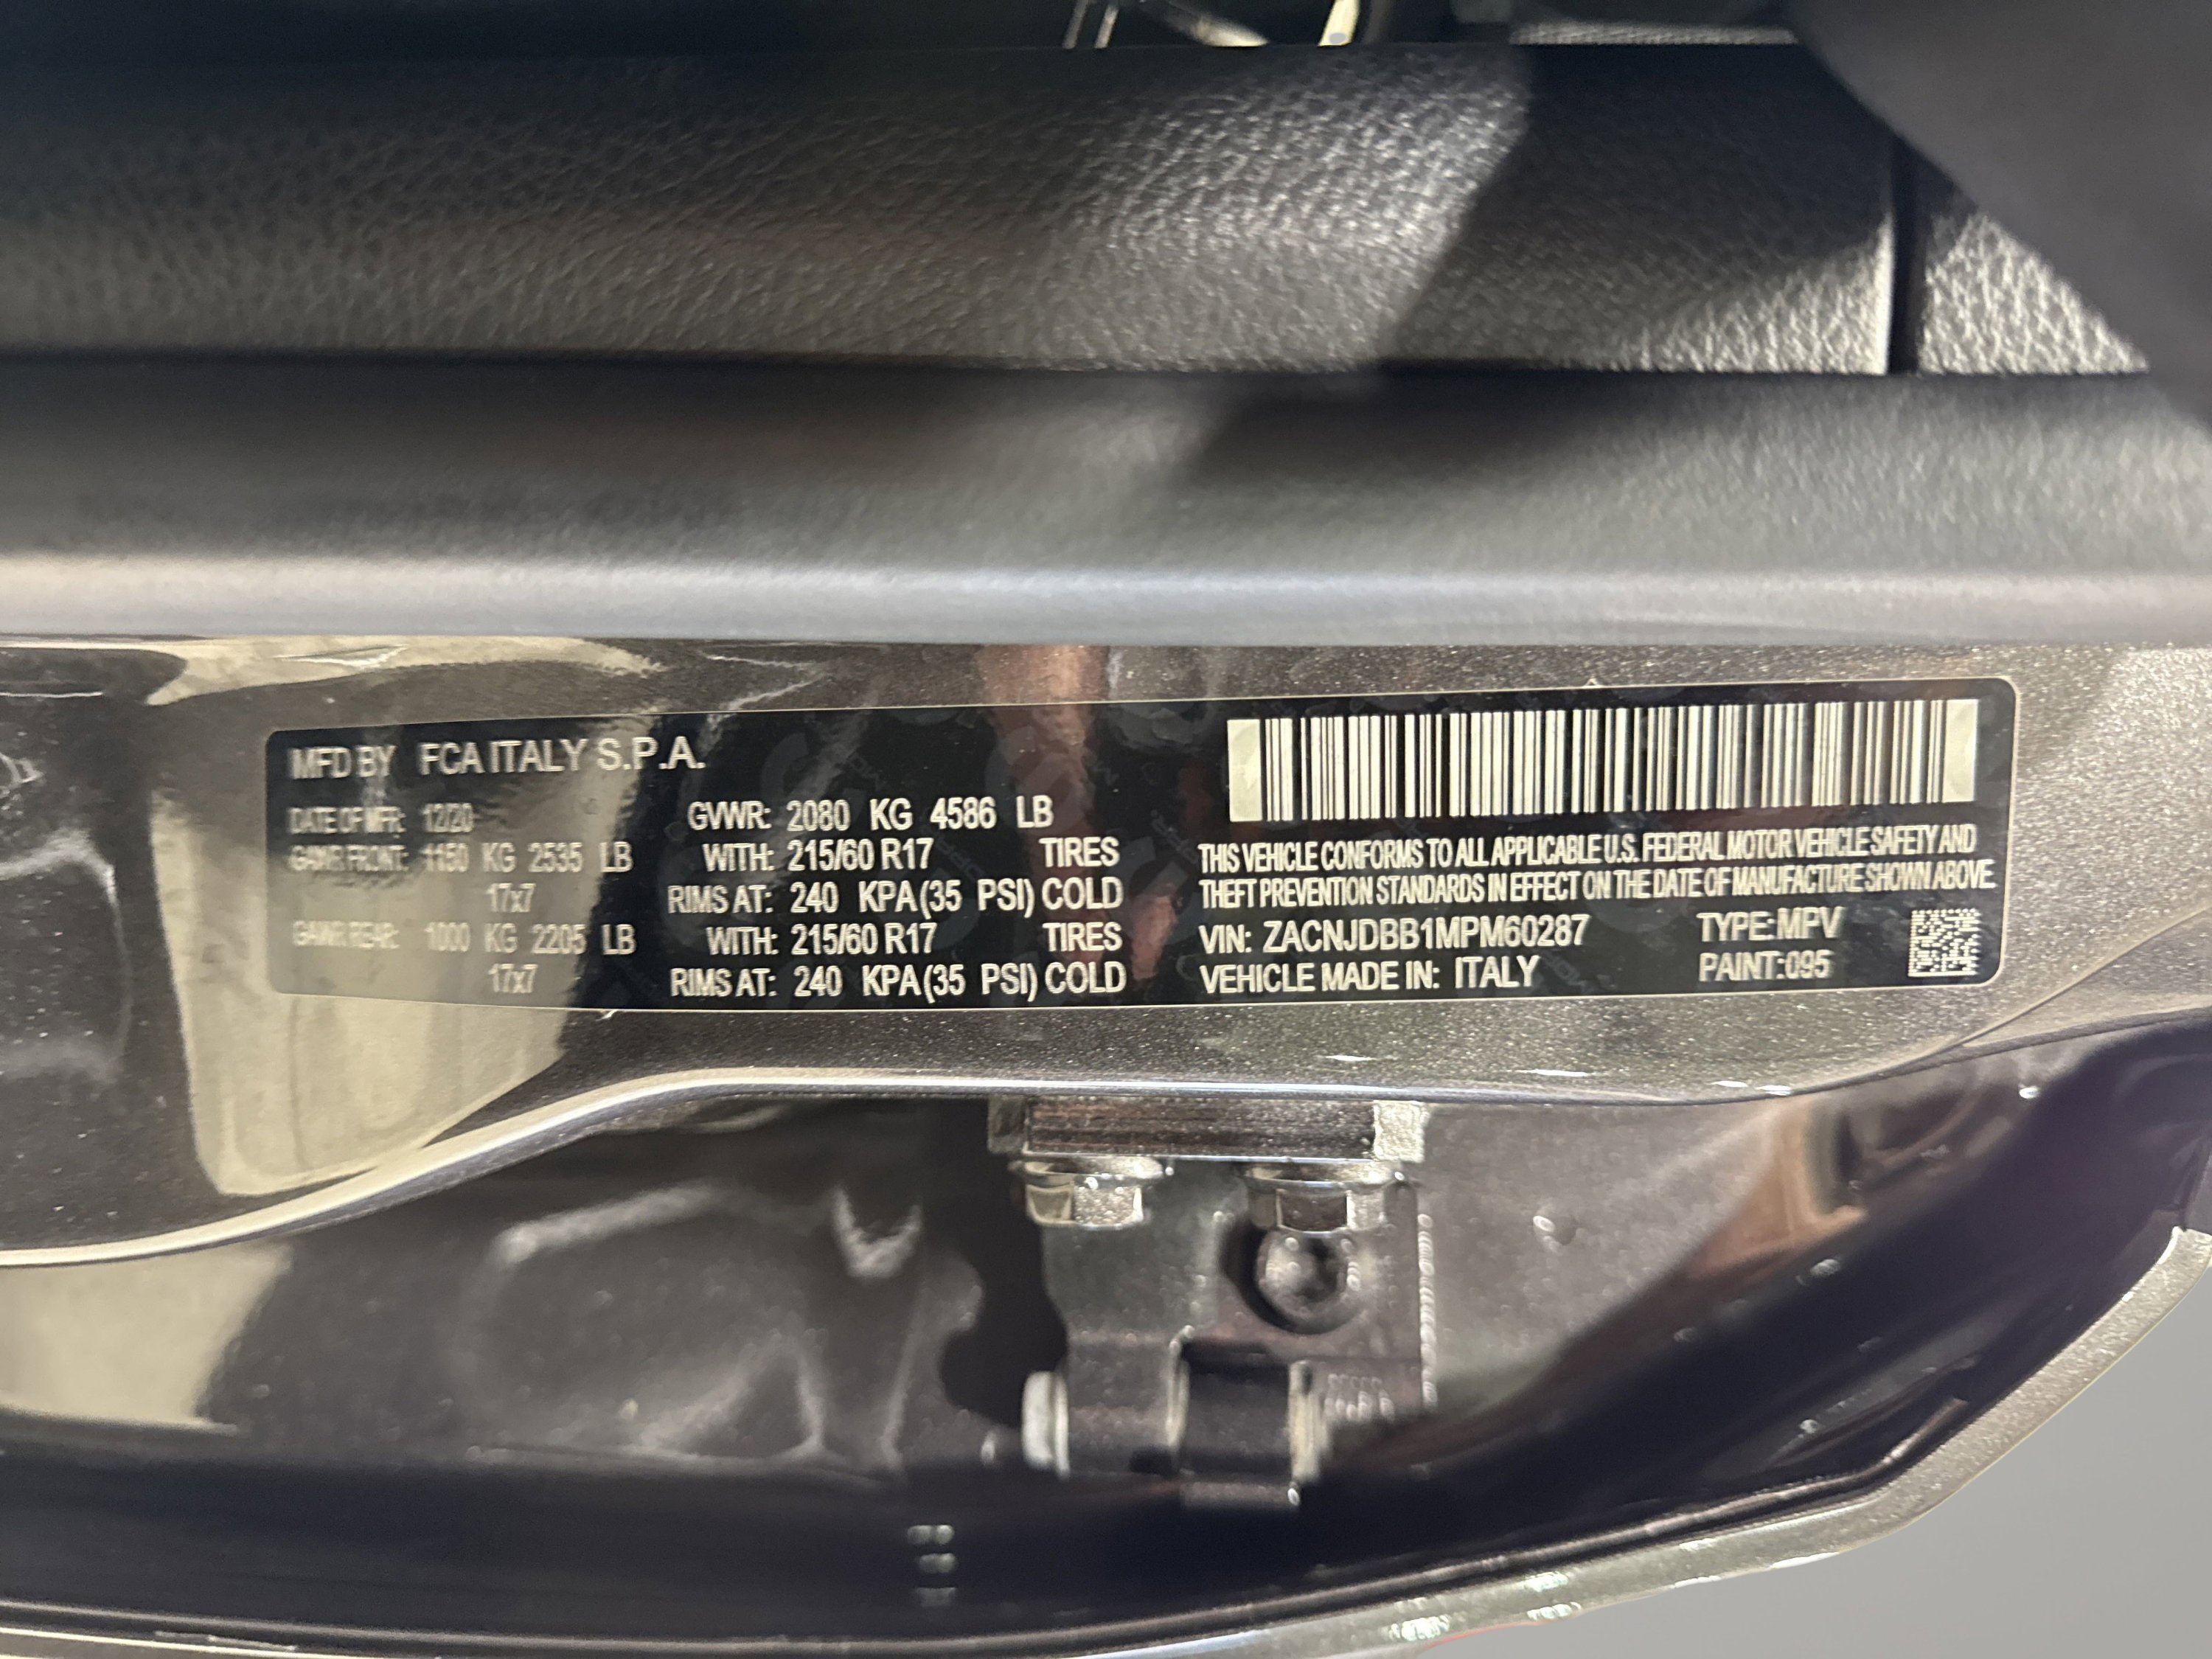 MFD BY FCA ITALY S.P.A.
DATE OF MFR: 12/20 GVWR: 2080 KG 4586 LB
GAWR FRONT: 1150 KG 2535 LB WITH: 215/60 R17 TIRES
17x7 RIMS AT: 240 KPA(35 PSI) COLD
GAWR REAR: 1000 KG 2205 LB WITH: 215/60 R17 TIRES
17x7 RIMS AT: 240 KPA(35 PSI) COLD
THIS VEHICLE CONFORMS TO ALL APPLICABLE U.S. FEDERAL MOTOR VEHICLE SAFETY AND
THEFT PREVENTION STANDARDS IN EFFECT ON THE DATE OF MANUFACTURE SHOWN ABOVE.
VIN: ZACNJDBB1MPM60287 TYPE:MPV
VEHICLE MADE IN: ITALY PAINT:095